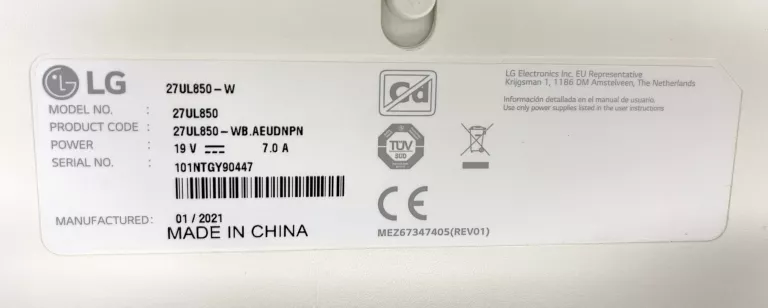 LG
27UL850-W
MODEL NO. : 27UL850
PRODUCT CODE : 27UL850-WB.AEUDNPN
POWER : 19 V ⎓ 7.0 A
SERIAL NO. : 101NTGY90447
MANUFACTURED: 01 / 2021
MADE IN CHINA
Cd
TÜV
SÜD
CE
MEZ67347405(REV01)
LG Electronics Inc. EU Representative
Krijgsman 1, 1186 DM Amstelveen, The Netherlands
Información detallada en el manual de usuario.
Use only power supplies listed in the user instructions